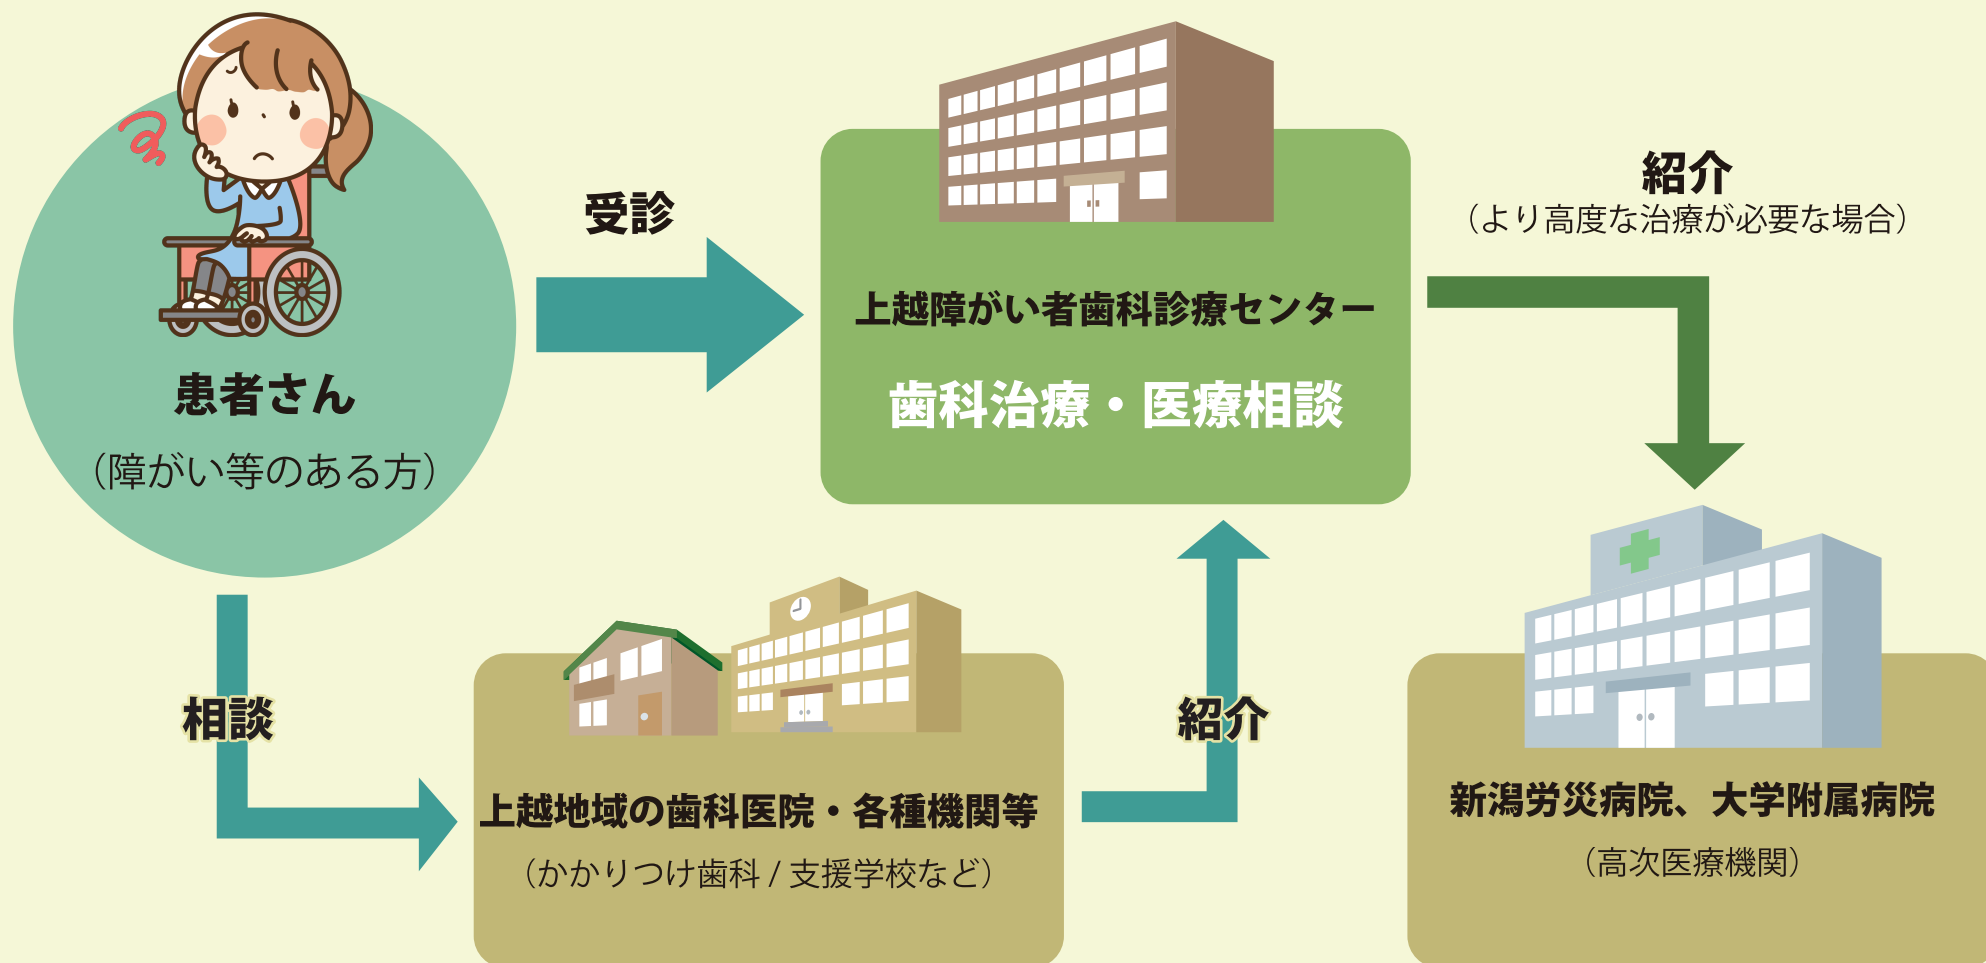 患者さん
（障がい等のある方）
受診
上越障がい者歯科診療センター
歯科治療・医療相談
紹介
（より高度な治療が必要な場合）
相談
上越地域の歯科医院・各種機関等
（かかりつけ歯科 / 支援学校など）
紹介
新潟労災病院、大学附属病院
（高次医療機関）